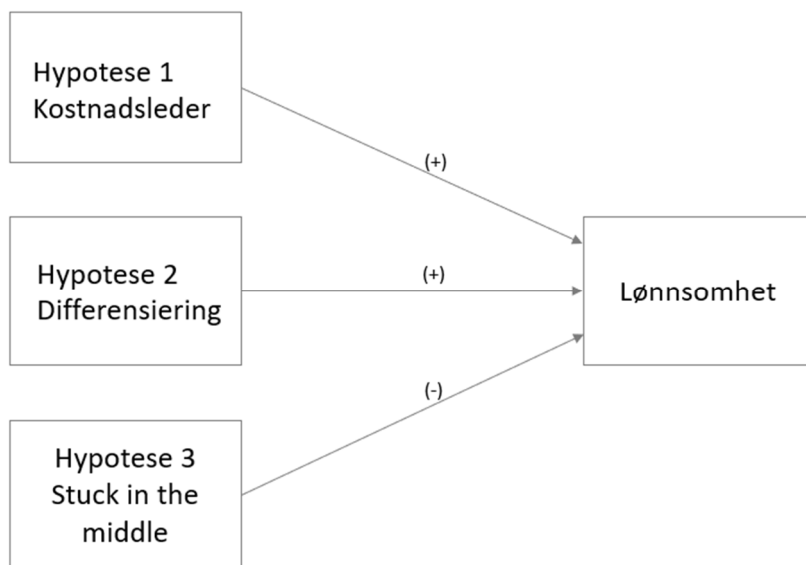 Hypotese 1
Kostnadsleder
(+)
Hypotese 2
Differensiering
(+)
Lønnsomhet
(-)
Hypotese 3
Stuck in the
middle